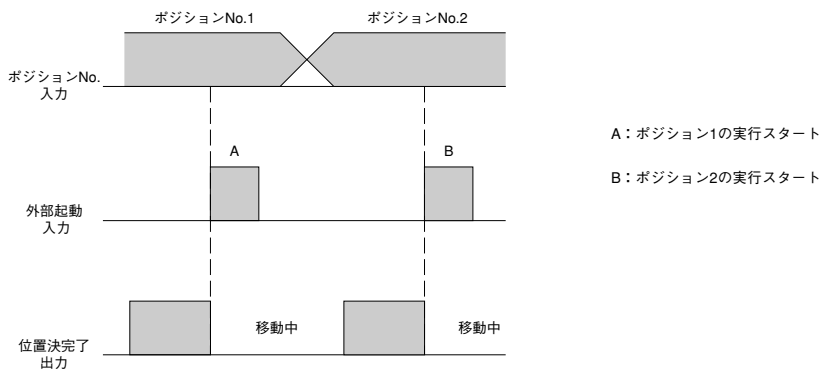 ポジションNo.1
ポジションNo.2
ポジションNo.
入力
A
B
外部起動
入力
移動中
移動中
位置決完了
出力
A：ポジション1の実行スタート
B：ポジション2の実行スタート